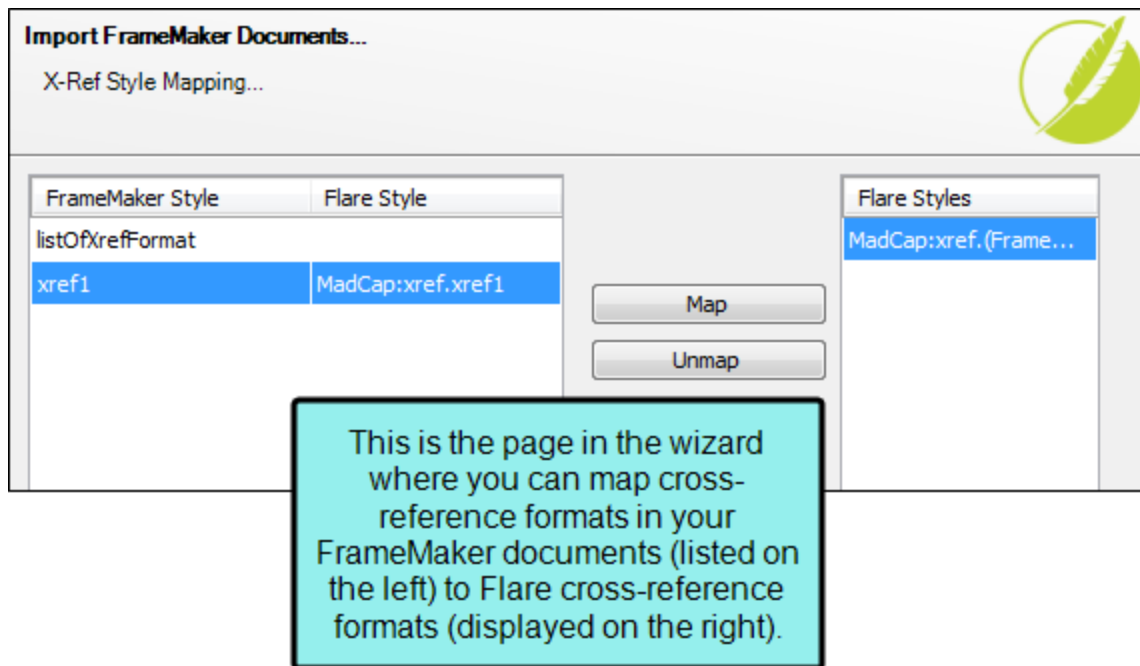 Import FrameMaker Documents...
X-Ref Style Mapping...
FrameMaker Style Flare Style Flare Styles
listOfXrefFormat MadCap:xref.(Frame...
xref1 MadCap:xref.xref1
Map
Unmap
This is the page in the wizard
where you can map cross-
reference formats in your
FrameMaker documents (listed on
the left) to Flare cross-reference
formats (displayed on the right).